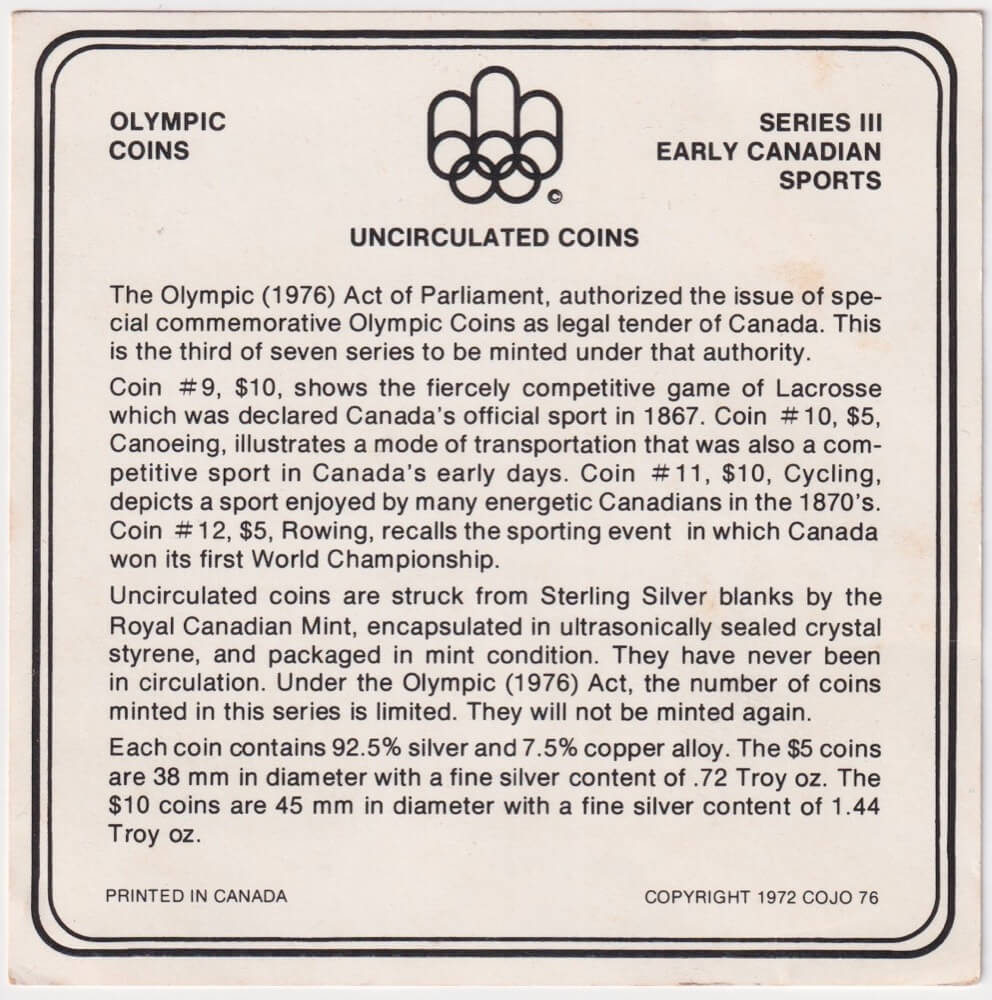 OLYMPIC
COINS
SERIES III
EARLY CANADIAN
SPORTS
©
UNCIRCULATED COINS
The Olympic (1976) Act of Parliament, authorized the issue of spe-
cial commemorative Olympic Coins as legal tender of Canada. This
is the third of seven series to be minted under that authority.
Coin #9, $10, shows the fiercely competitive game of Lacrosse
which was declared Canada's official sport in 1867. Coin #10, $5,
Canoeing, illustrates a mode of transportation that was also a com-
petitive sport in Canada's early days. Coin #11, $10, Cycling,
depicts a sport enjoyed by many energetic Canadians in the 1870's.
Coin #12, $5, Rowing, recalls the sporting event in which Canada
won its first World Championship.
Uncirculated coins are struck from Sterling Silver blanks by the
Royal Canadian Mint, encapsulated in ultrasonically sealed crystal
styrene, and packaged in mint condition. They have never been
in circulation. Under the Olympic (1976) Act, the number of coins
minted in this series is limited. They will not be minted again.
Each coin contains 92.5% silver and 7.5% copper alloy. The $5 coins
are 38 mm in diameter with a fine silver content of .72 Troy oz. The
$10 coins are 45 mm in diameter with a fine silver content of 1.44
Troy oz.
PRINTED IN CANADA
COPYRIGHT 1972 COJO 76